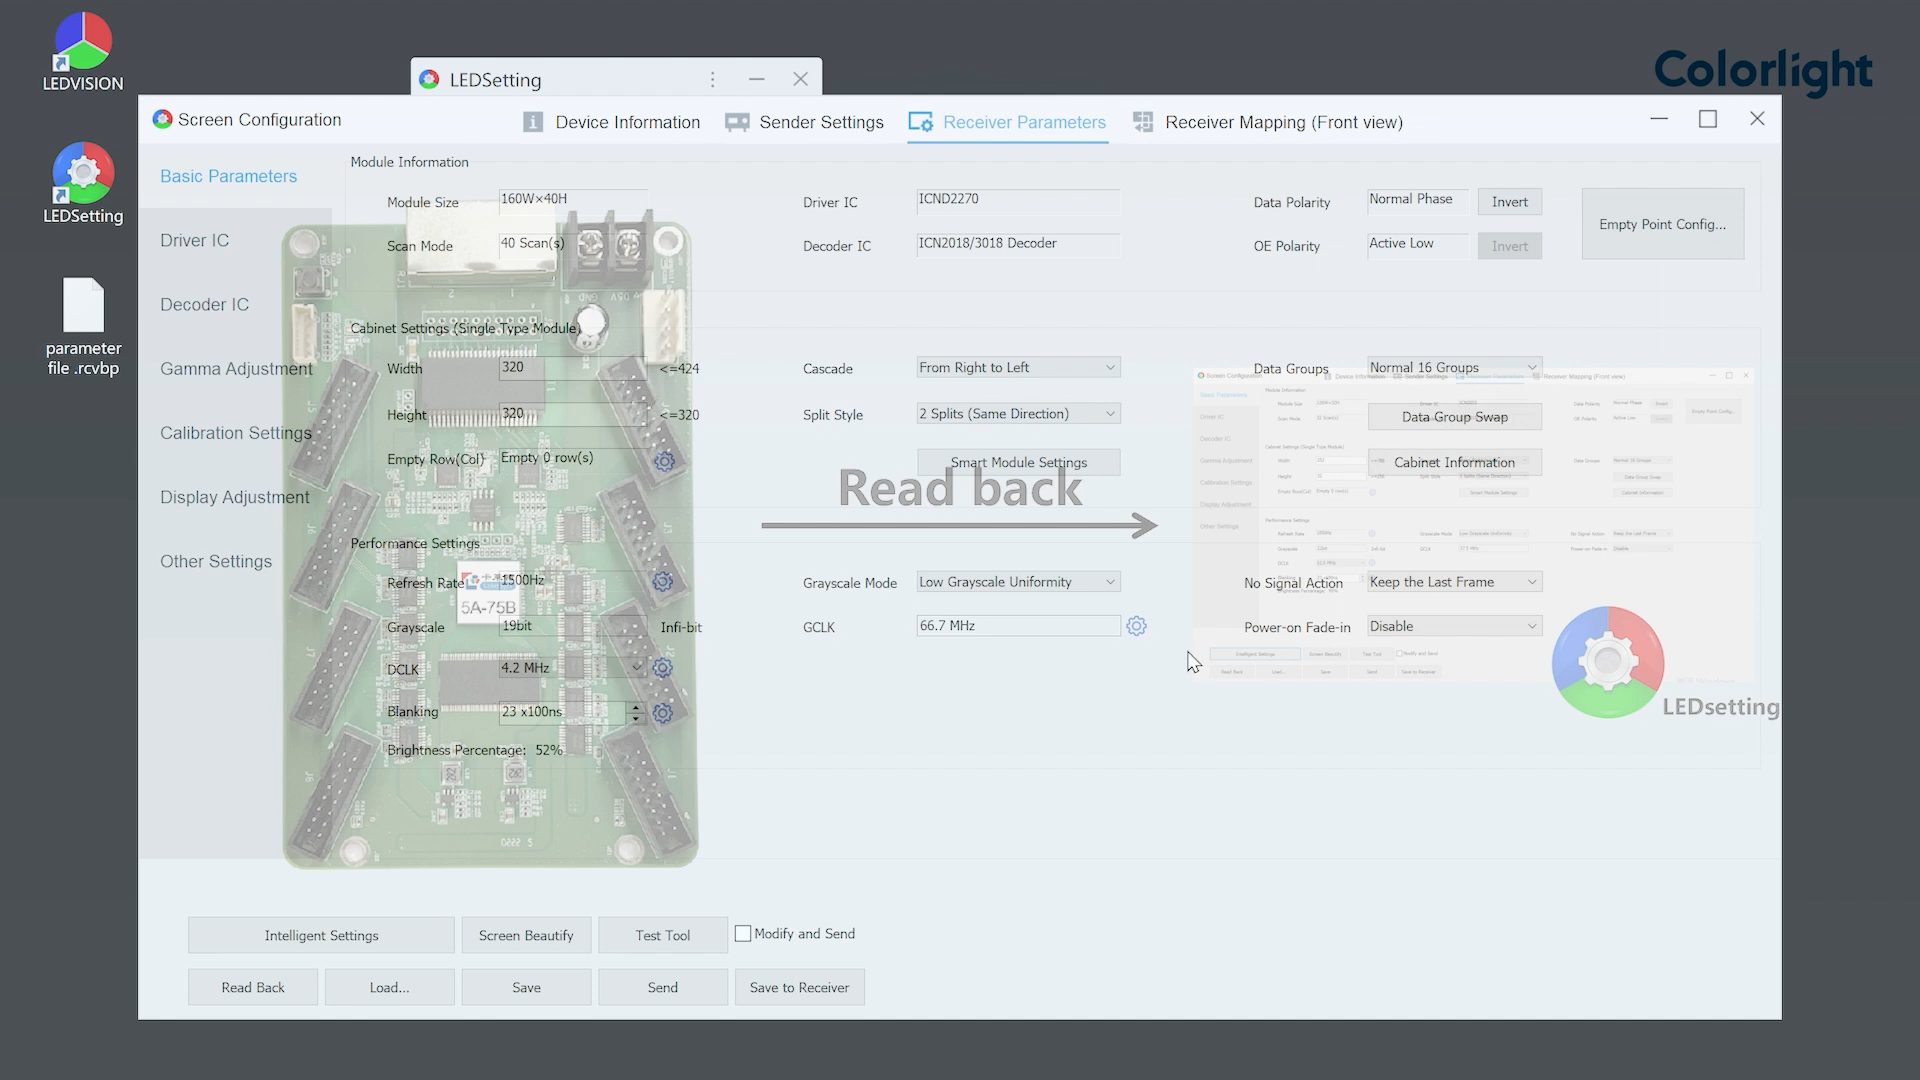 LEDVISION
LEDSetting
parameter
file .rcvbp
Colorlight
LEDSetting
Screen Configuration
Device Information
Sender Settings
Receiver Parameters
Receiver Mapping (Front view)
Basic Parameters
Driver IC
Decoder IC
Gamma Adjustment
Calibration Settings
Display Adjustment
Other Settings
Module Information
Module Size 160W×40H
Driver IC ICND2270
Data Polarity Normal Phase Invert
Empty Point Config...
Scan Mode 40 Scan(s)
Decoder IC ICN2018/3018 Decoder
OE Polarity Active Low Invert
Cabinet Settings (Single Type Module)
Width 320 <=424
Cascade From Right to Left
Data Groups Normal 16 Groups
Height 320 <=320
Split Style 2 Splits (Same Direction)
Data Group Swap
Empty Row(Col) Empty 0 row(s)
Smart Module Settings
Cabinet Information
Read back
Performance Settings
Refresh Rate 1500Hz
Grayscale Mode Low Grayscale Uniformity
No Signal Action Keep the Last Frame
5A-75B
Grayscale 19bit Infi-bit
GCLK 66.7 MHz
Power-on Fade-in Disable
DCLK 4.2 MHz
Blanking 23 x100ns
Brightness Percentage: 52%
LEDsetting
Intelligent Settings
Screen Beautify
Test Tool
Modify and Send
Read Back
Load...
Save
Send
Save to Receiver